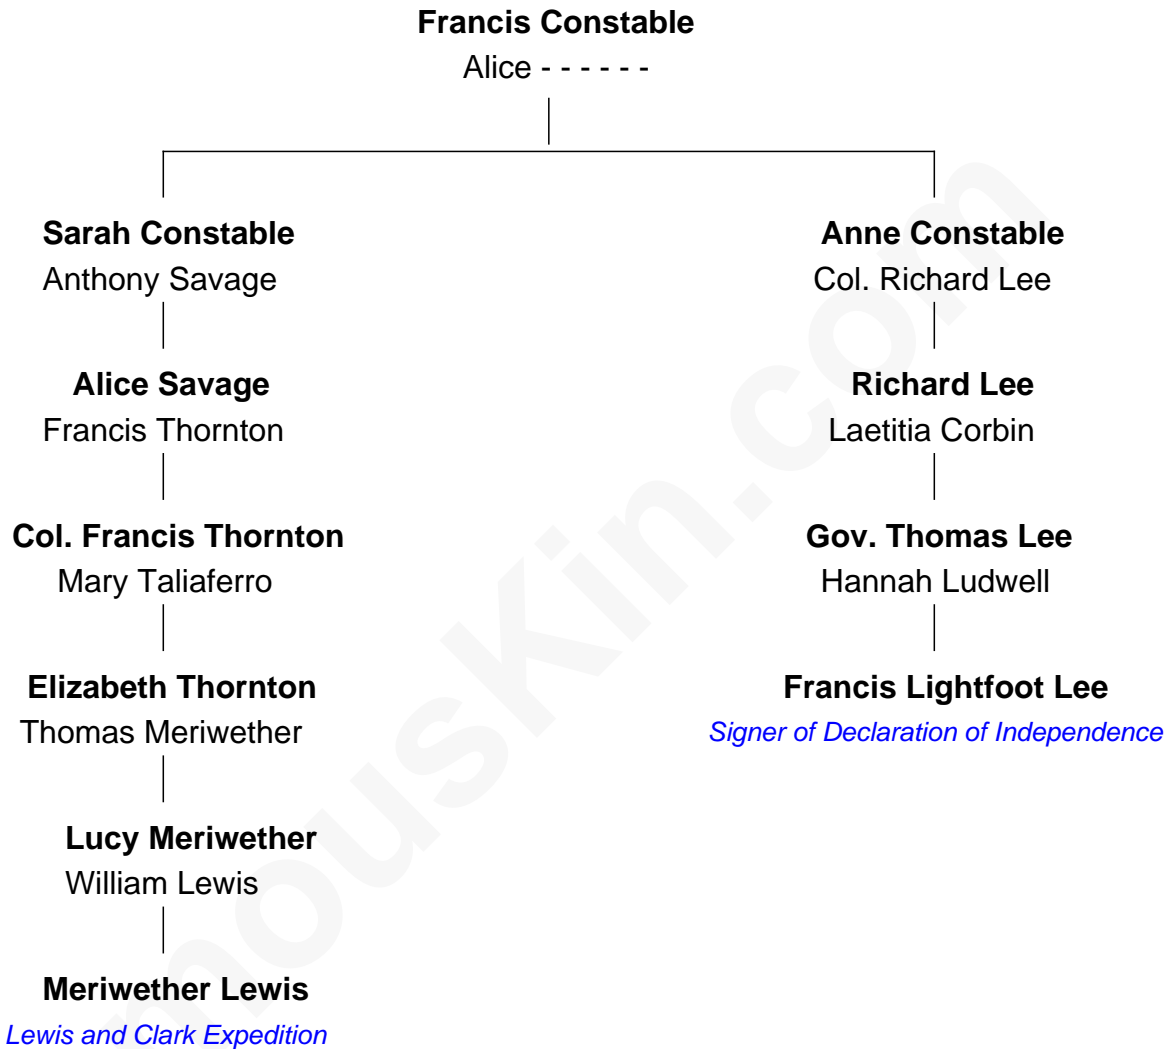 Francis Constable
Alice - - - - - -
Sarah Constable
Anthony Savage
Anne Constable
Col. Richard Lee
Alice Savage
Francis Thornton
Richard Lee
Laetitia Corbin
Col. Francis Thornton
Mary Taliaferro
Gov. Thomas Lee
Hannah Ludwell
Elizabeth Thornton
Thomas Meriwether
Francis Lightfoot Lee
Signer of Declaration of Independence
Lucy Meriwether
William Lewis
Meriwether Lewis
Lewis and Clark Expedition
mousKin.com